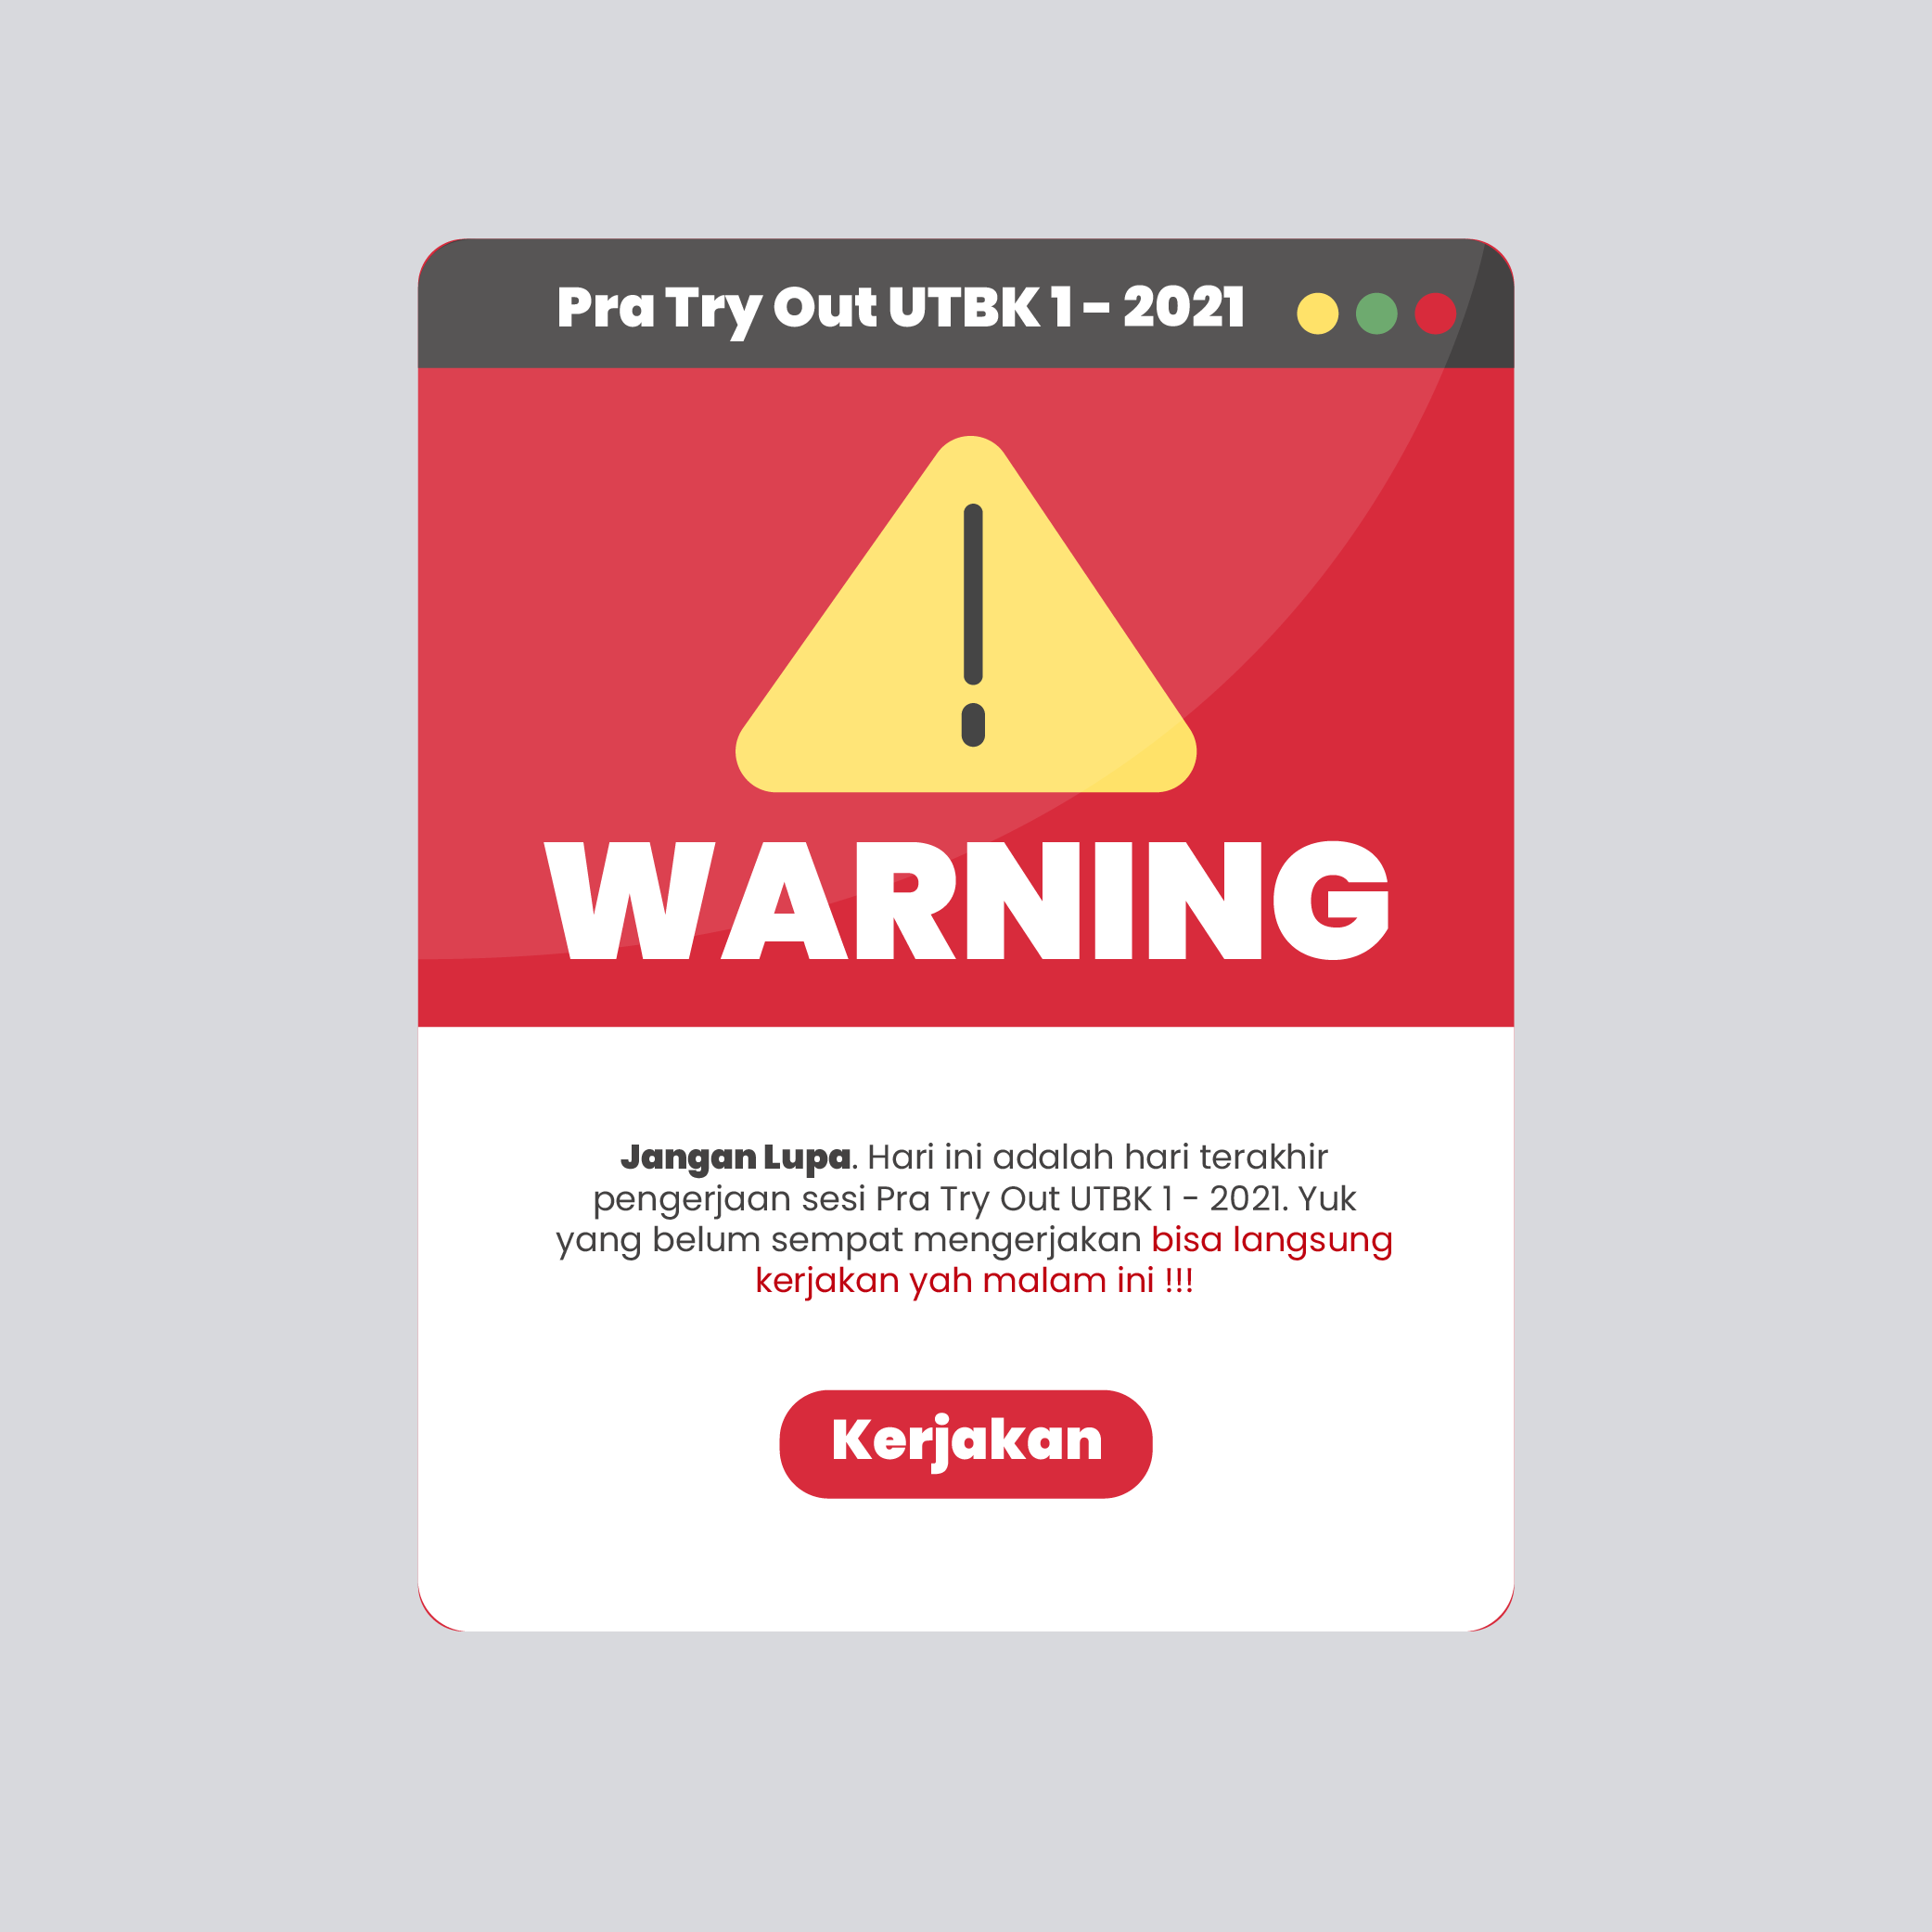 Pra Try Out UTBK 1 - 2021
WARNING
Jangan Lupa. Hari ini adalah hari terakhir
pengerjaan sesi Pra Try Out UTBK 1 - 2021. Yuk
yang belum sempat mengerjakan bisa langsung
kerjakan yah malam ini !!!
Kerjakan